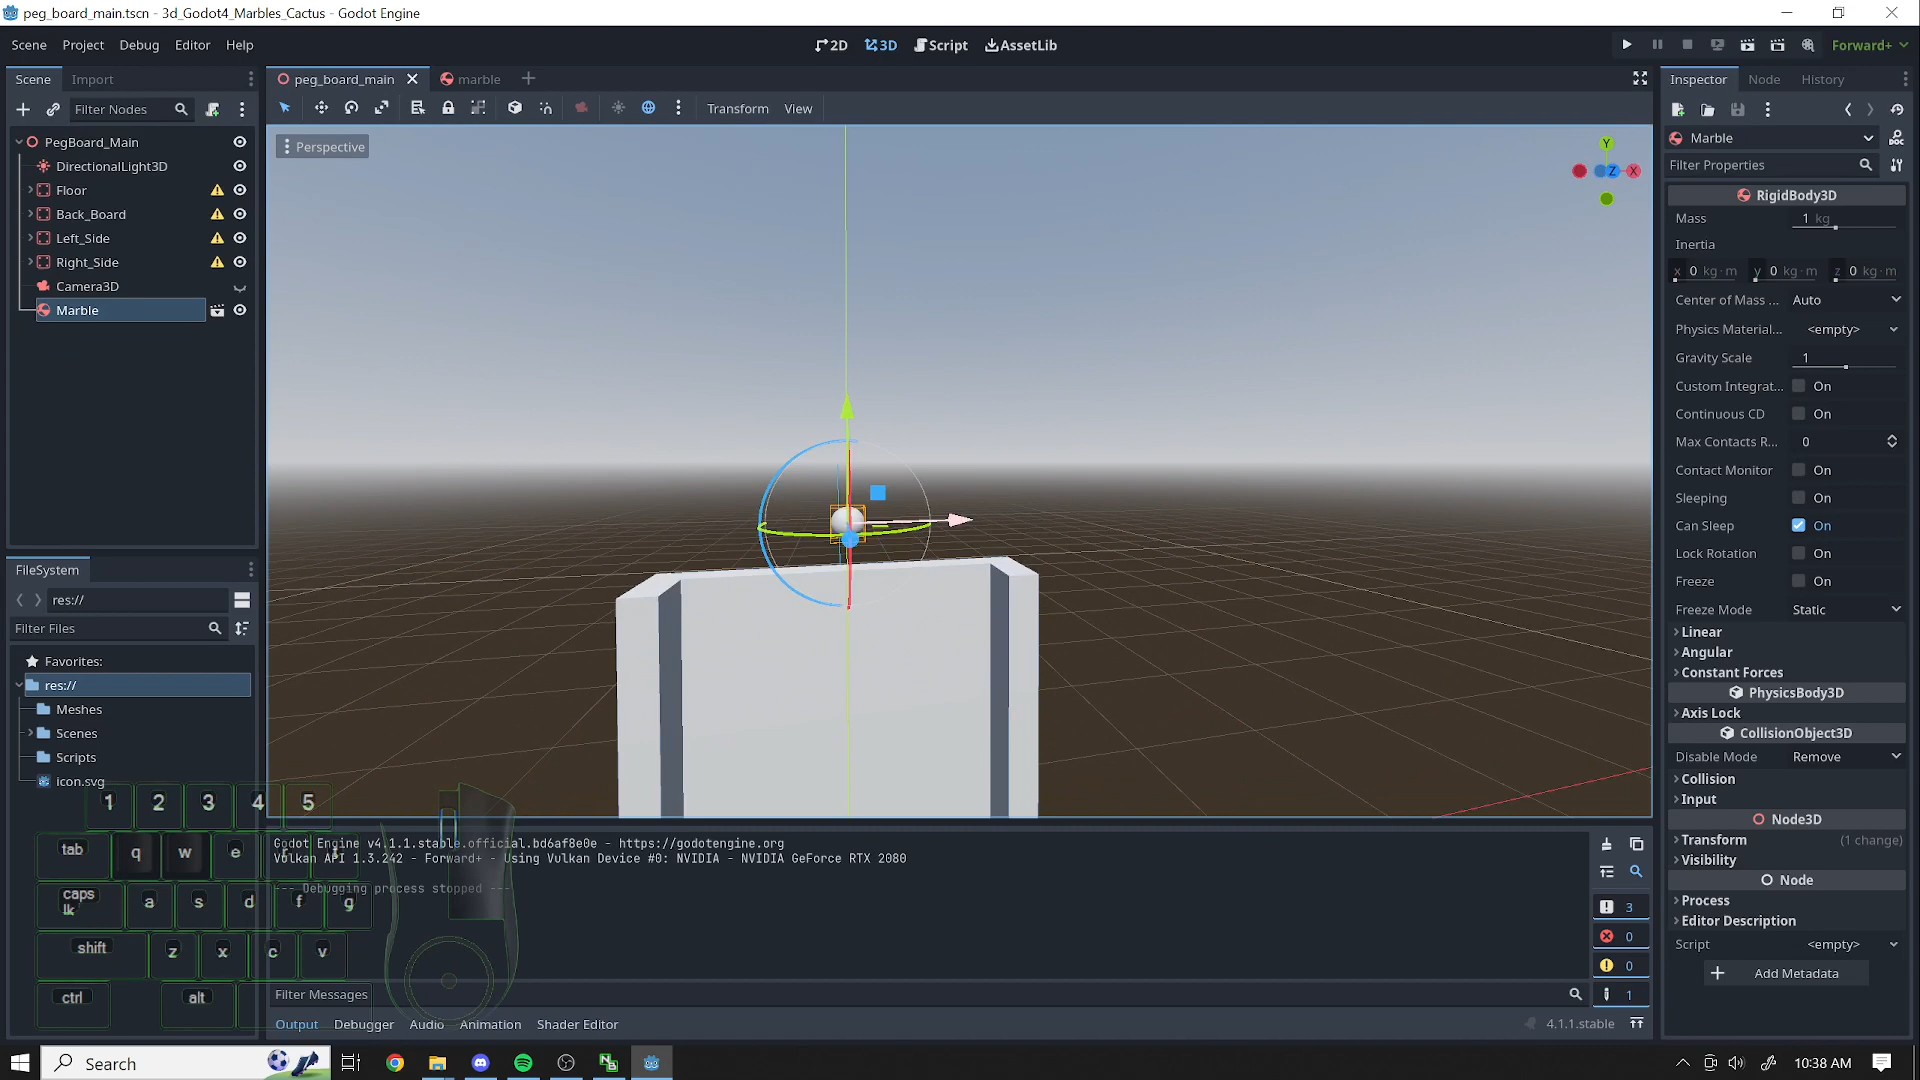 peg_board_main.tscn - 3d_Godot4_Marbles_Cactus - Godot Engine
Scene Project Debug Editor Help
2D 3D Script AssetLib
Forward+
Scene Import
peg_board_main marble
Inspector Node History
Filter Nodes
Transform View
PegBoard_Main
DirectionalLight3D
Floor
Back_Board
Left_Side
Right_Side
Camera3D
Marble
Perspective
Y
Z
X
Marble
Filter Properties
RigidBody3D
Mass 1 kg
Inertia
x 0 kg·m y 0 kg·m z 0 kg·m
Center of Mass ... Auto
Physics Material... <empty>
Gravity Scale 1
Custom Integrat... On
Continuous CD On
Max Contacts R... 0
Contact Monitor On
Sleeping On
Can Sleep On
Lock Rotation On
Freeze On
Freeze Mode Static
Linear
Angular
Constant Forces
PhysicsBody3D
Axis Lock
CollisionObject3D
Disable Mode Remove
Collision
Input
Node3D
Transform (1 change)
Visibility
Node
Process
Editor Description
Script <empty>
Add Metadata
FileSystem
res://
Filter Files
Favorites:
res://
Meshes
Scenes
Scripts
icon.svg
1 2 3 4 5
tab q w e r
caps lk a s d f g
shift z x c v
ctrl alt
Godot Engine v4.1.1.stable.official.bd6af8e0e - https://godotengine.org
Vulkan API 1.3.242 - Forward+ - Using Vulkan Device #0: NVIDIA - NVIDIA GeForce RTX 2080
--- Debugging process stopped ---
3
0
0
1
Filter Messages
Output Debugger Audio Animation Shader Editor
4.1.1.stable
Search
10:38 AM